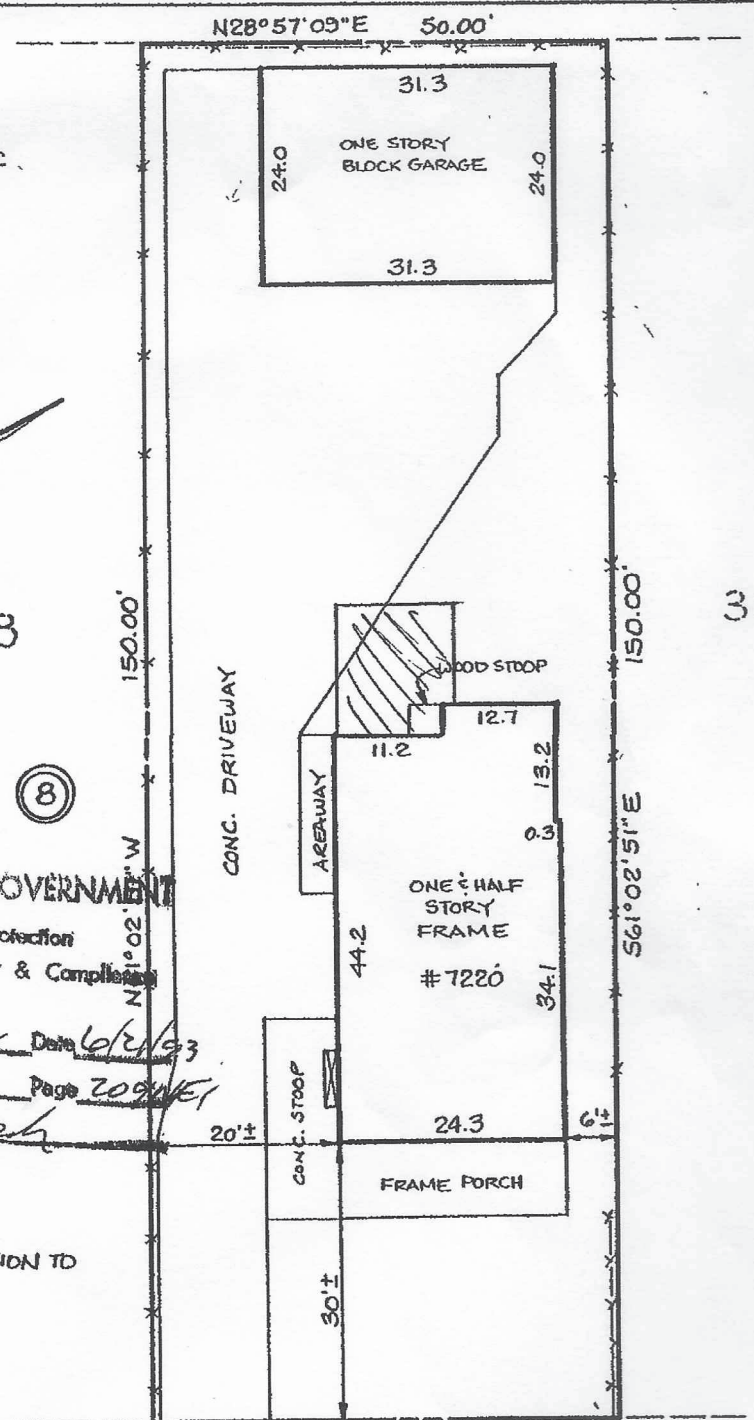 N28°57'09"E 50.00'
31.3
ONE STORY
BLOCK GARAGE
24.0
24.0
31.3
3
150.00'
150.00'
WOOD STOOP
12.7
11.2
13.2
CONC. DRIVEWAY
AREAWAY
8
0.3
S61°02'51"E
OVERNMENT
ONE & HALF
STORY
FRAME
#7220
44.2
34.1
& Compliance
Date 6/21/93
Page 209NE1
CONC. STOOP
20'±
24.3
6'±
FRAME PORCH
ION TO
30'±